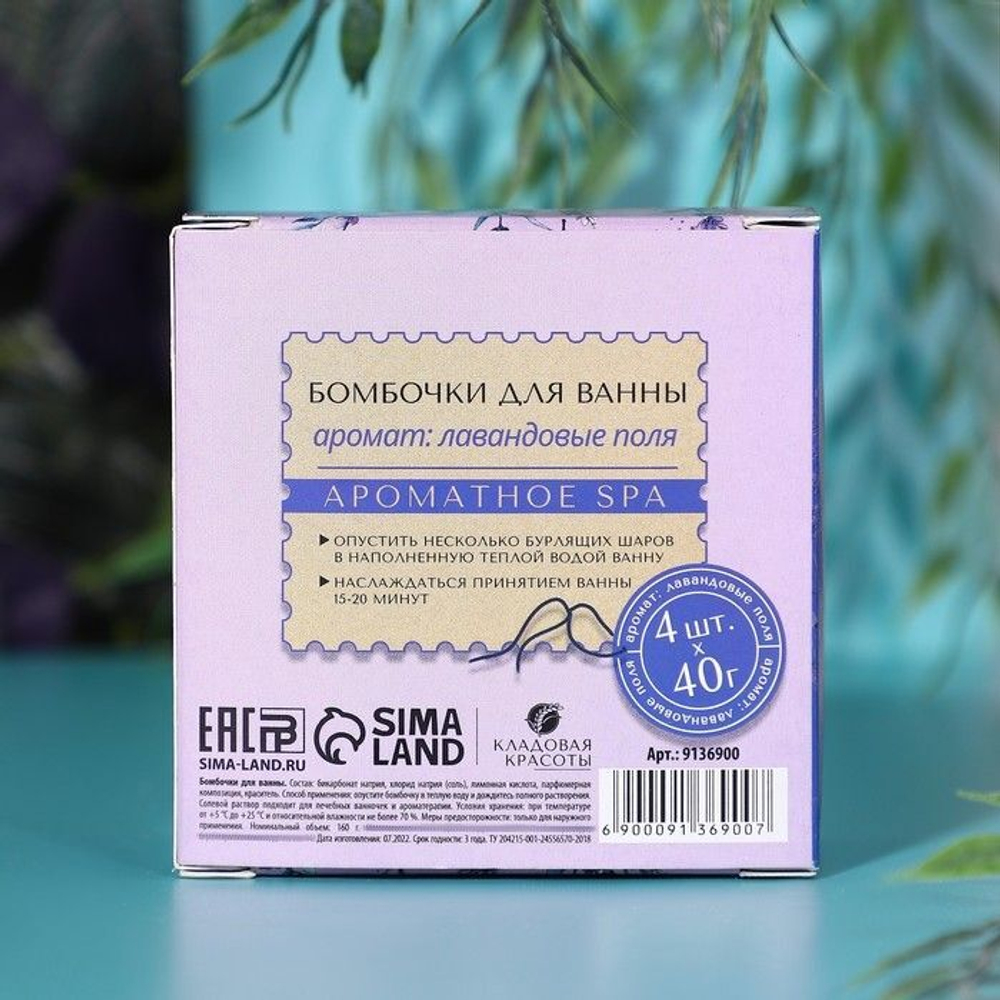 БОМБОЧКИ ДЛЯ ВАННЫ
аромат: лавандовые поля
АРОМАТНОЕ SPA
ОПУСТИТЬ НЕСКОЛЬКО БУРЛЯЩИХ ШАРОВ
В НАПОЛНЕННУЮ ТЕПЛОЙ ВОДОЙ ВАННУ
НАСЛАЖДАТЬСЯ ПРИНЯТИЕМ ВАННЫ
15-20 МИНУТ
аромат: лавандовые поля
аромат: лавандовые поля
4 шт.
х
40г
EAC
SIMA-LAND.RU
SIMA
LAND
КЛАДОВАЯ
КРАСОТЫ
Арт.: 9136900
Бомбочки для ванны. Состав: бикарбонат натрия, хлорид натрия (соль), лимонная кислота, парфюмерная
композиция, краситель. Способ применения: опустите бомбочку в теплую воду и дождитесь полного растворения.
Солевой раствор подходит для лечебных ванночек и ароматерапии. Условия хранения: при температуре
от +5 °С до +25 °С и относительной влажности не более 70 %. Меры предосторожности: только для наружного
применения. Номинальный объем: 160 г.
Дата изготовления: 07.2022. Срок годности: 3 года. ТУ 204215-001-24556570-2018
6 900091 369007